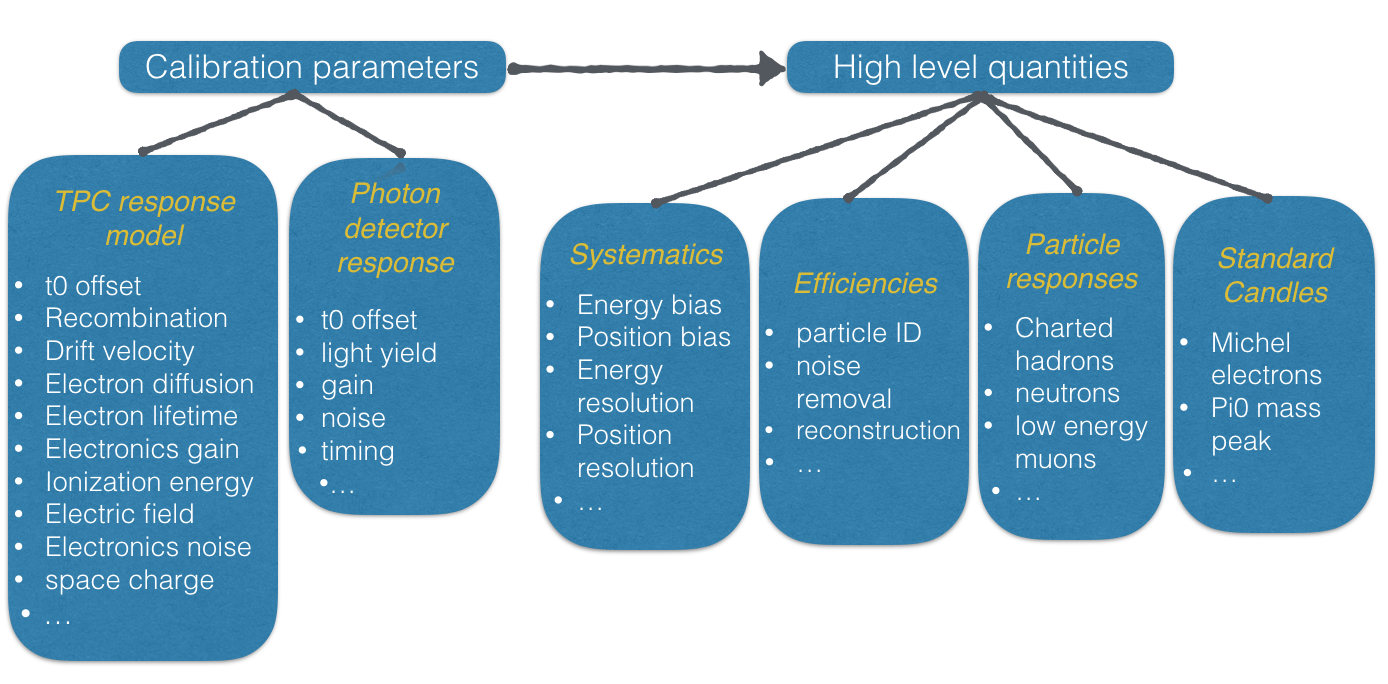 Calibration parameters
High level quantities
TPC response
model
• t0 offset
• Recombination
• Drift velocity
• Electron diffusion
• Electron lifetime
• Electronics gain
• Ionization energy
• Electric field
• Electronics noise
• space charge
• …
Photon
detector
response
• t0 offset
• light yield
• gain
• noise
• timing
• …
Systematics
• Energy bias
• Position bias
• Energy
resolution
• Position
resolution
• …
Efficiencies
• particle ID
• noise
removal
• reconstruction
• …
Particle
responses
• Charted
hadrons
• neutrons
• low energy
muons
• …
Standard
Candles
• Michel
electrons
• Pi0 mass
peak
• …